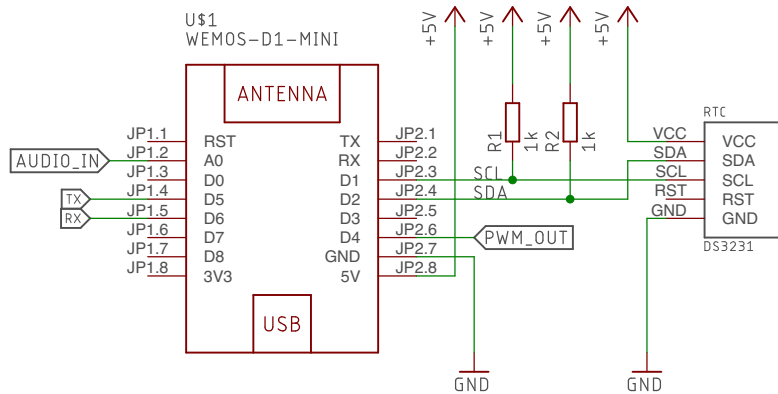 U$1
WEMOS-D1-MINI
+5V
+5V
+5V
+5V
ANTENNA
JP1.1 RST TX JP2.1
AUDIO_IN JP1.2 A0 RX JP2.2
JP1.3 D0 D1 JP2.3 SCL
TX JP1.4 D5 D2 JP2.4 SDA
RX JP1.5 D6 D3 JP2.5
JP1.6 D7 D4 JP2.6 PWM_OUT
JP1.7 D8 GND JP2.7
JP1.8 3V3 5V JP2.8
USB
R1
1k
R2
1k
RTC
VCC VCC
SDA SDA
SCL SCL
RST RST
GND GND
DS3231
GND
GND